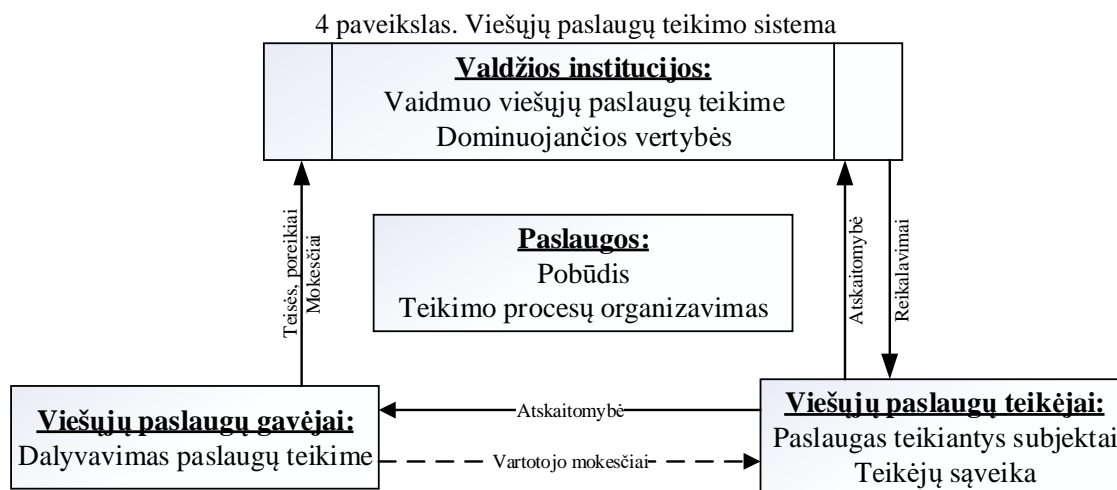 4 paveikslas. Viešųjų paslaugų teikimo sistema
Valdžios institucijos:
Vaidmuo viešųjų paslaugų teikime
Dominuojančios vertybės
Teisės, poreikiai
Mokesčiai
Paslaugos:
Pobūdis
Teikimo procesų organizavimas
Atskaitomybė
Reikalavimai
Viešųjų paslaugų gavėjai:
Dalyvavimas paslaugų teikime
Atskaitomybė
Vartotojo mokesčiai
Viešųjų paslaugų teikėjai:
Paslaugas teikiantys subjektai
Teikėjų sąveika